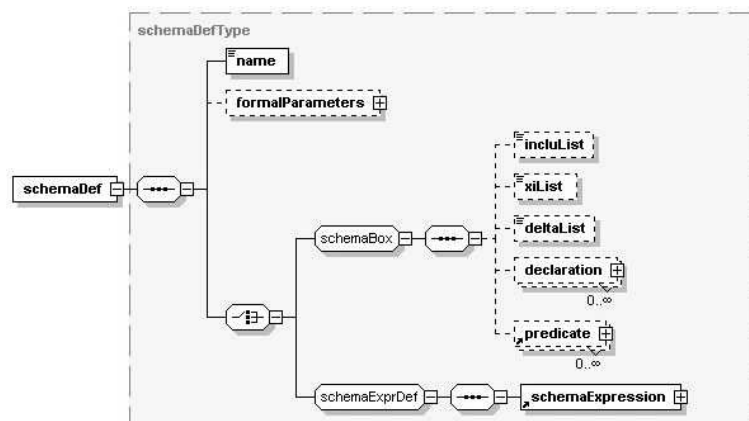 schemaDefType
name
formalParameters
incluList
xiList
schemaDef
schemaBox
deltaList
declaration
0..∞
predicate
0..∞
schemaExprDef
schemaExpression